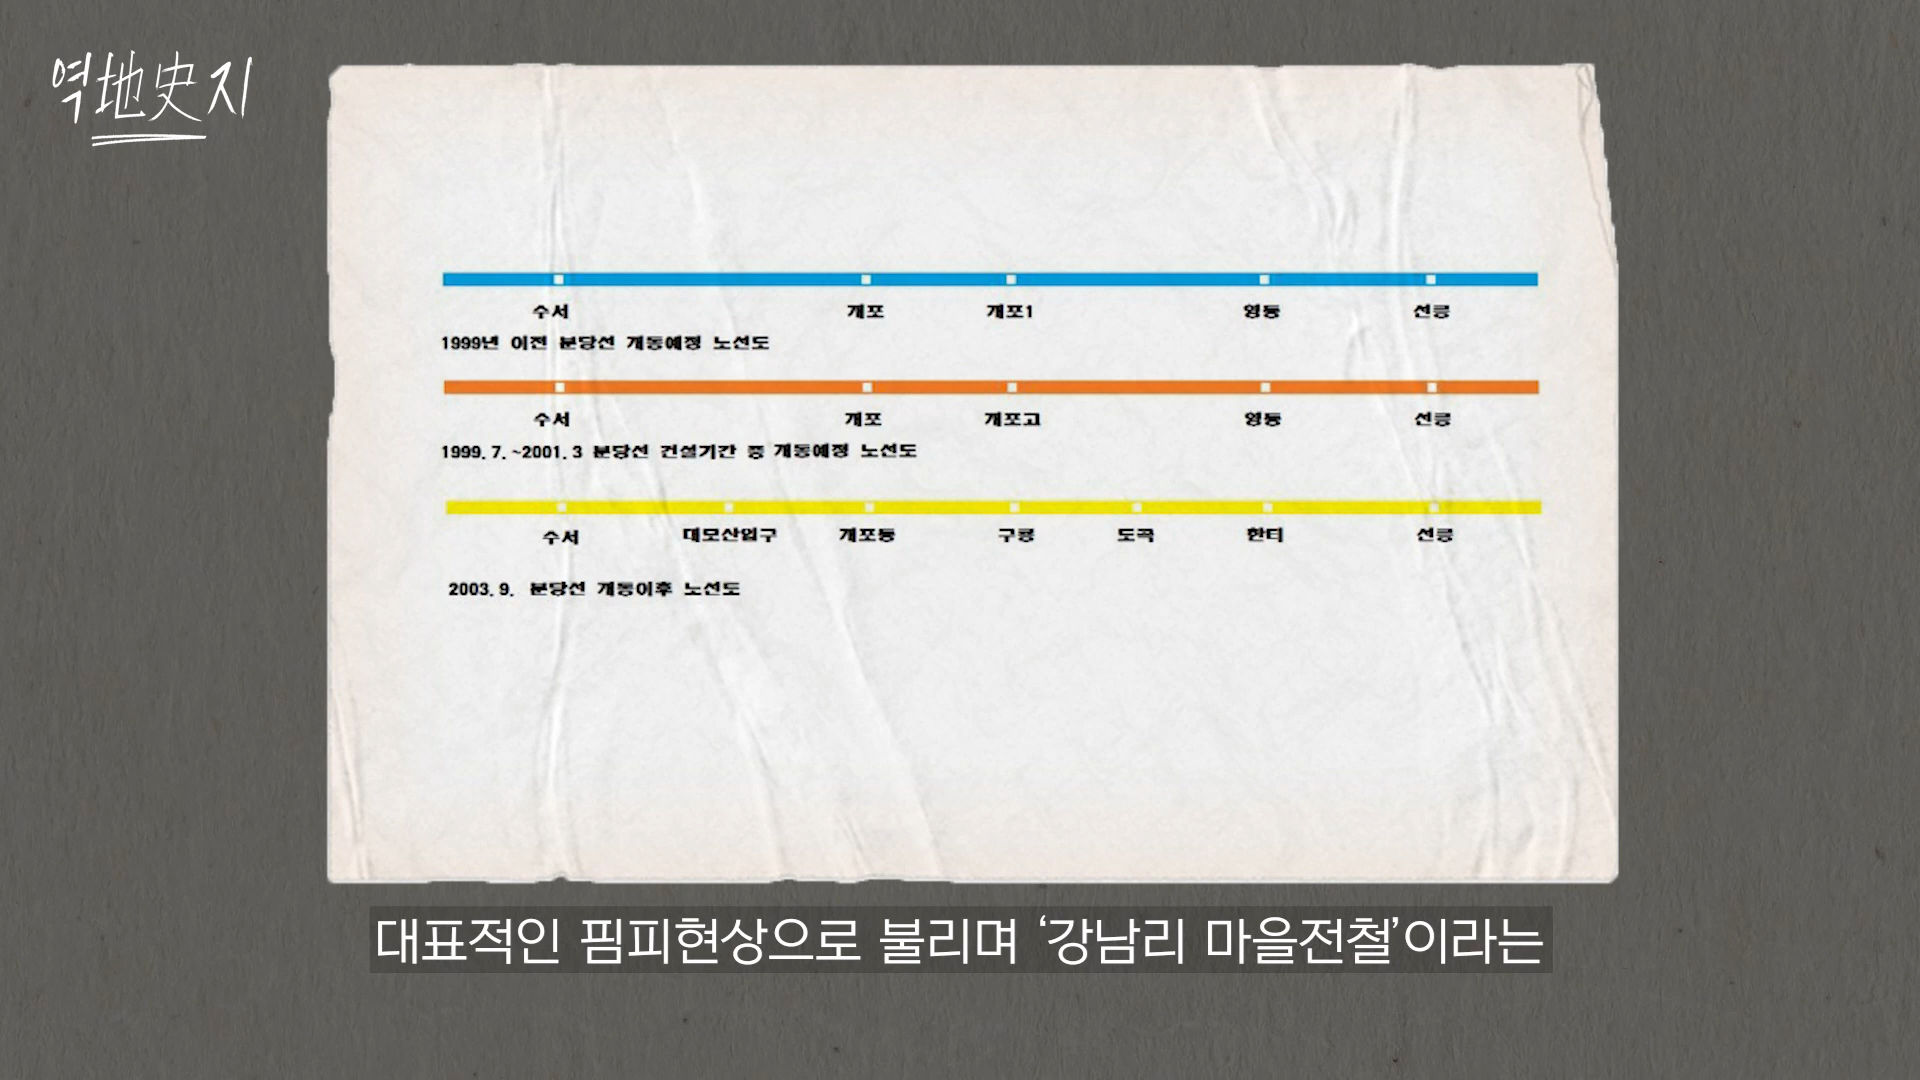 역地史지
수서 개포 개포1 영동 선릉
1999년 이전 분당선 개통예정 노선도
수서 개포 개포고 영동 선릉
1999.7.~2001.3 분당선 건설기간 중 개통예정 노선도
수서 대모산입구 개포동 구룡 도곡 한티 선릉
2003.9. 분당선 개통이후 노선도
대표적인 핌피현상으로 불리며 ‘강남리 마을전철’이라는